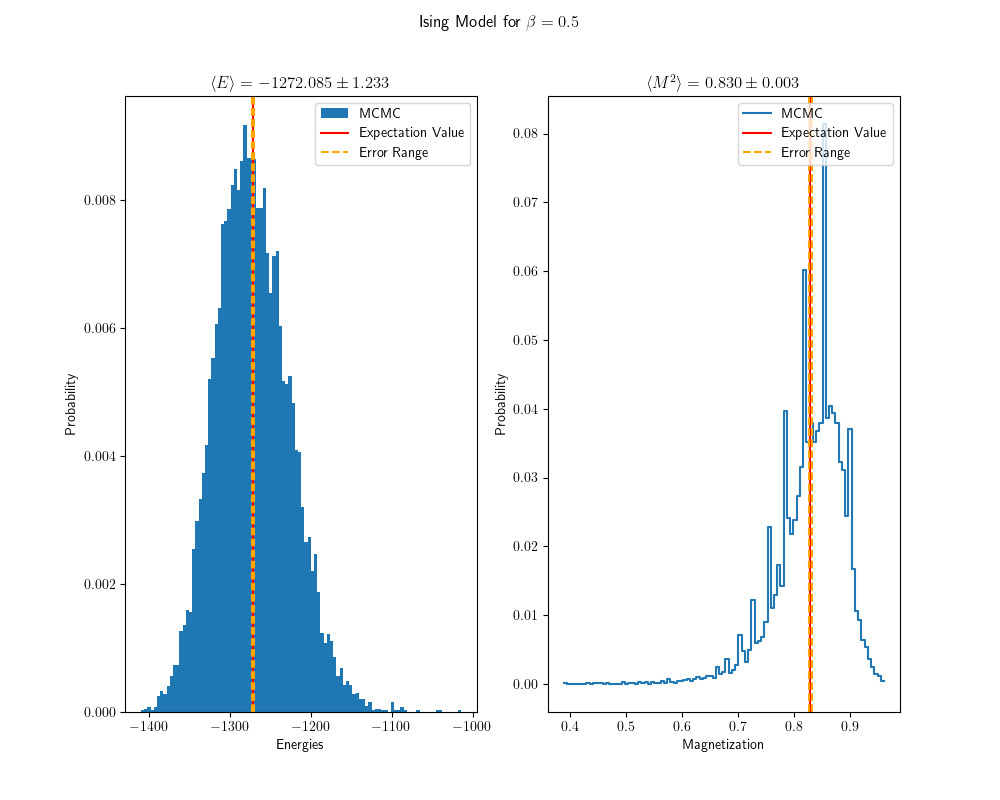 Ising Model for β = 0.5
⟨E⟩ = −1272.085 ± 1.233
MCMC
Expectation Value
Error Range
0.008
0.006
0.004
0.002
0.000
Probability
−1400
−1300
−1200
−1100
−1000
Energies
⟨M²⟩ = 0.830 ± 0.003
MCMC
Expectation Value
Error Range
0.08
0.07
0.06
0.05
0.04
0.03
0.02
0.01
0.00
Probability
0.4
0.5
0.6
0.7
0.8
0.9
Magnetization